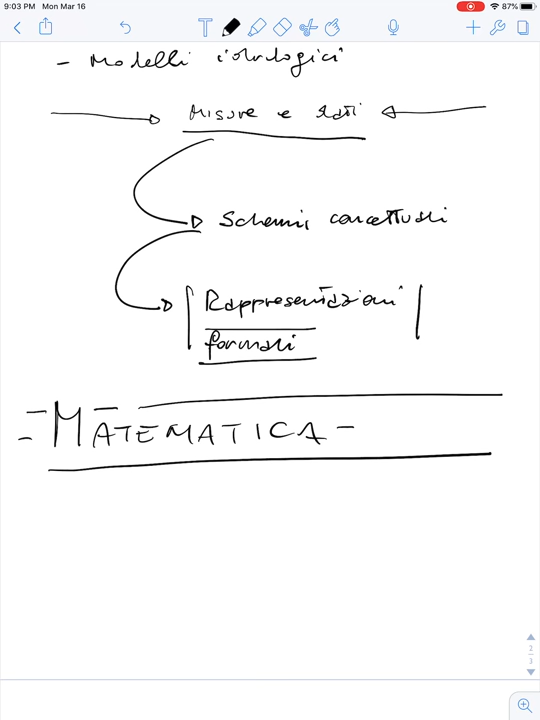 9:03 PM Mon Mar 16
87%
T
- Modelli idrologici
Misure e dati
Schemi concettuali
Rappresentazioni
formali
= MATEMATICA -
2
3